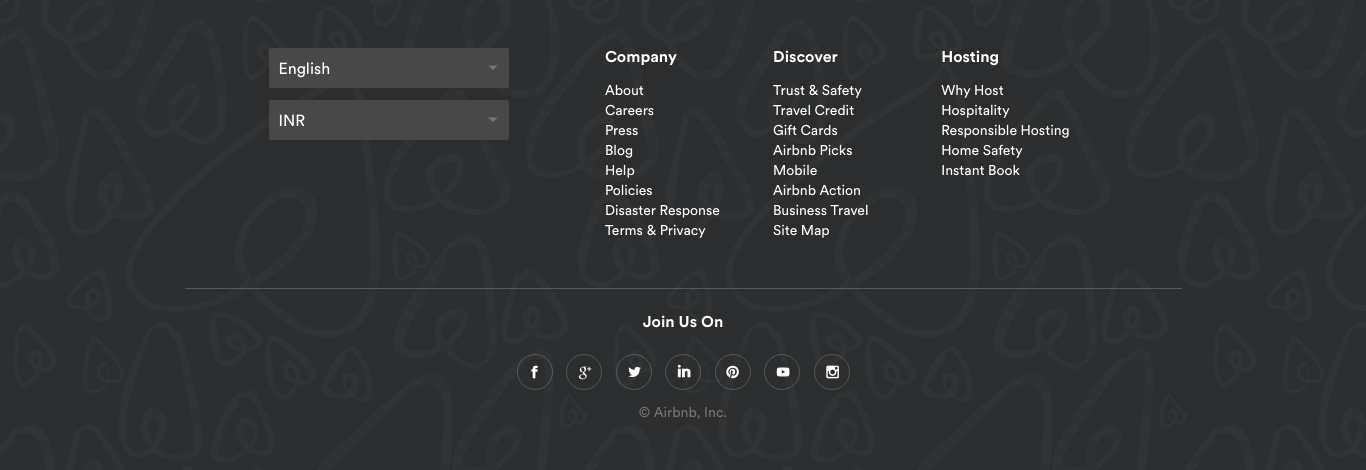 English
INR
Company
About
Careers
Press
Blog
Help
Policies
Disaster Response
Terms & Privacy
Discover
Trust & Safety
Travel Credit
Gift Cards
Airbnb Picks
Mobile
Airbnb Action
Business Travel
Site Map
Hosting
Why Host
Hospitality
Responsible Hosting
Home Safety
Instant Book
Join Us On
© Airbnb, Inc.